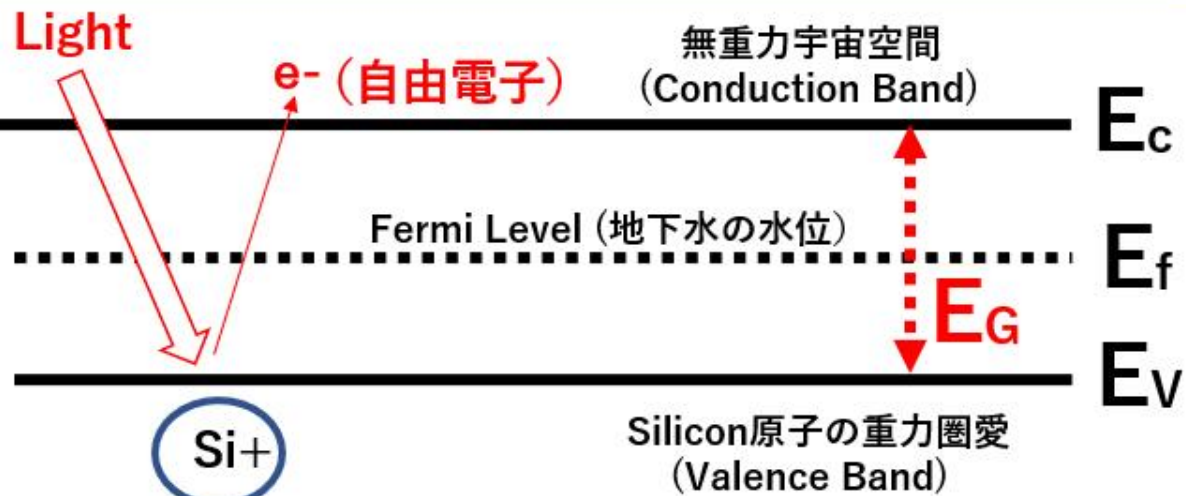 Light
e- (自由電子)
無重力宇宙空間
(Conduction Band)
Ec
Fermi Level (地下水の水位)
Ef
EG
EV
Si+
Silicon原子の重力圏愛
(Valence Band)